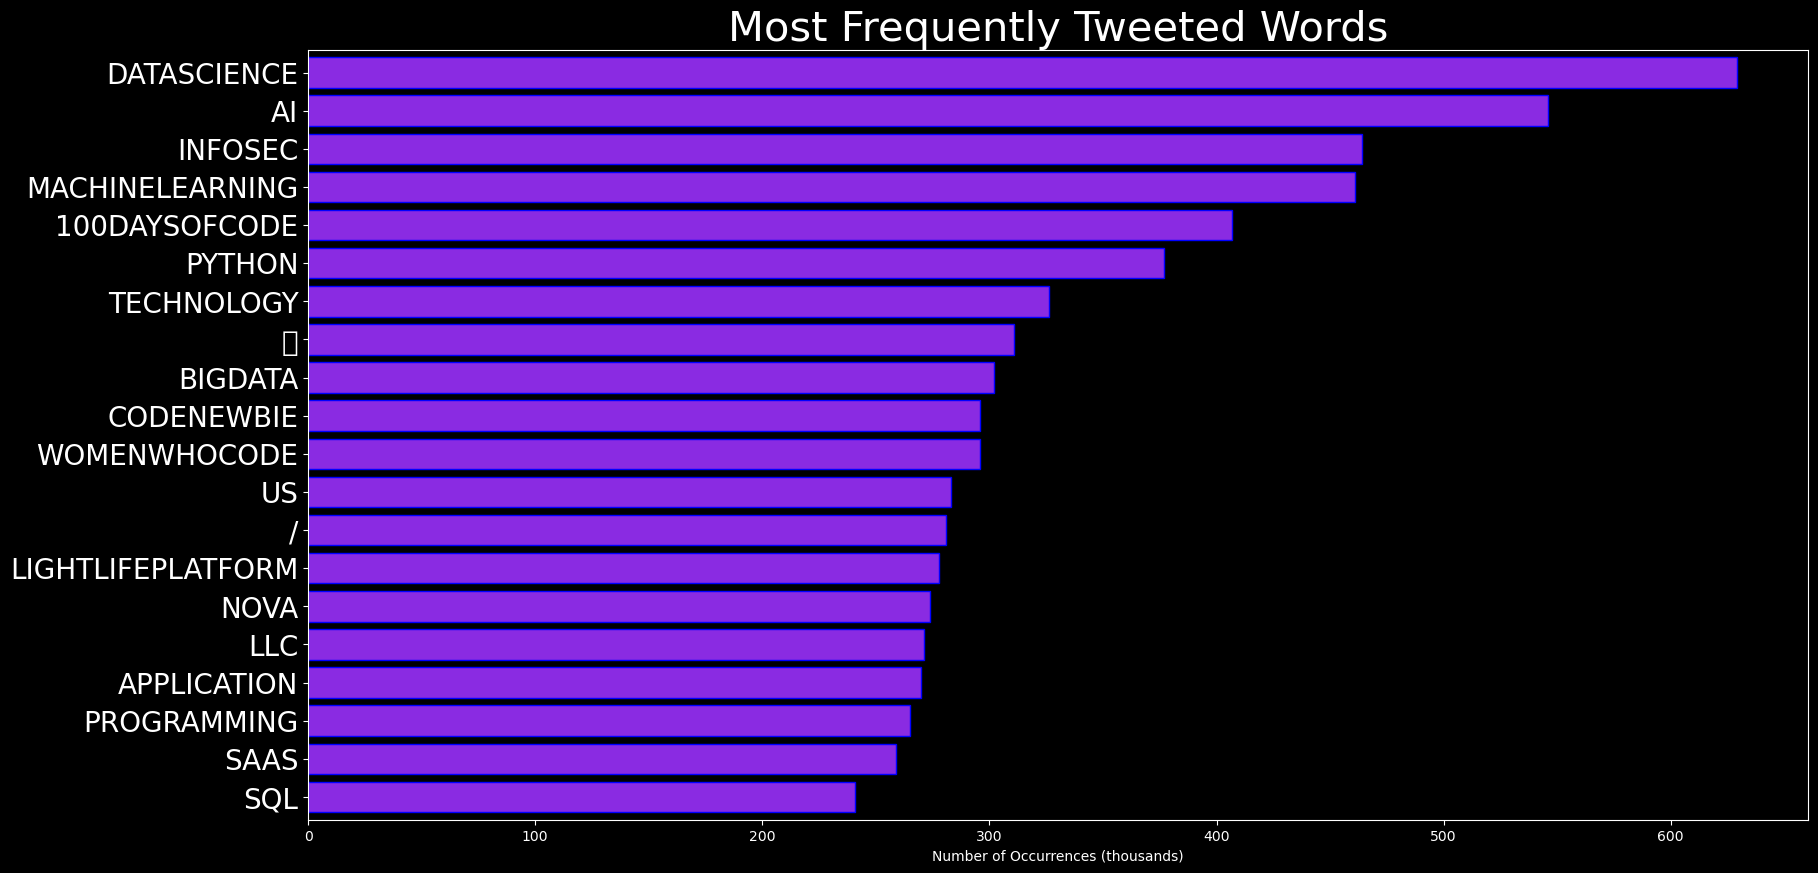 Most Frequently Tweeted Words
DATASCIENCE
AI
INFOSEC
MACHINELEARNING
100DAYSOFCODE
PYTHON
TECHNOLOGY
BIGDATA
CODENEWBIE
WOMENWHOCODE
US
/
LIGHTLIFEPLATFORM
NOVA
LLC
APPLICATION
PROGRAMMING
SAAS
SQL
0 100 200 300 400 500 600
Number of Occurrences (thousands)